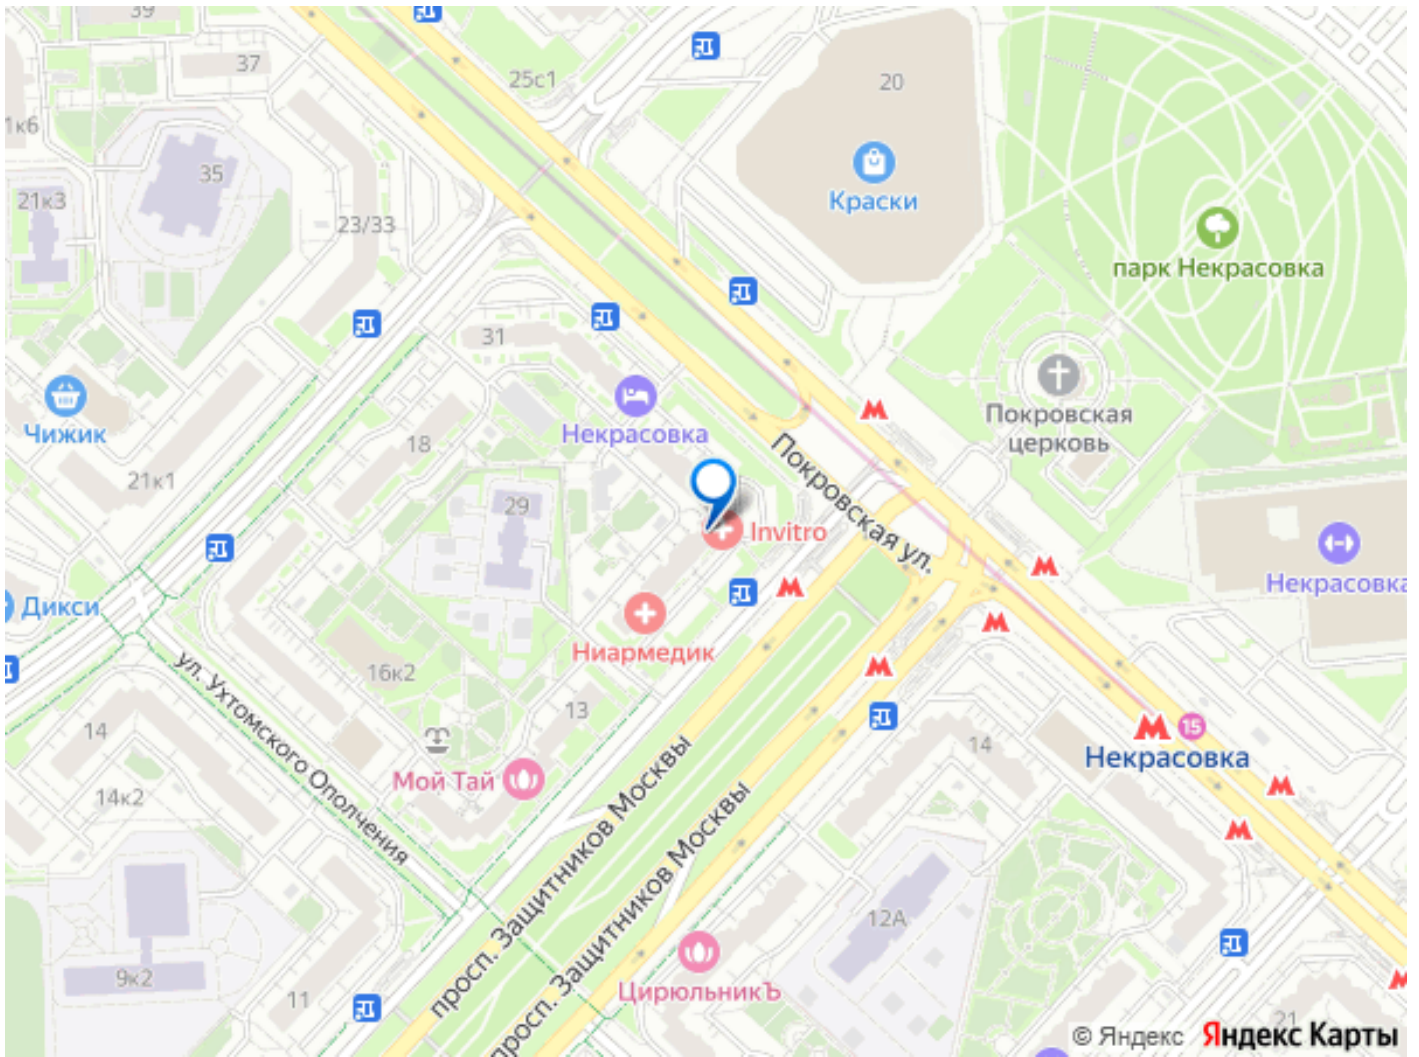 39
37
25с1
20
1к6
35
21к3
23/33
Краски
парк Некрасовка
31
Покровская
церковь
Чижик
Некрасовка
18
21к1
29
Покровская ул.
Invitro
Некрасовка
Дикси
Ниармедик
ул. Ухтомского Ополчения
16к2
13
14
14
15
Некрасовка
Мой Тай
14к2
просп. Защитников Москвы
просп. Защитников Москвы
12А
9к2
11
ЦирюльникЪ
21
© Яндекс Яндекс Карты